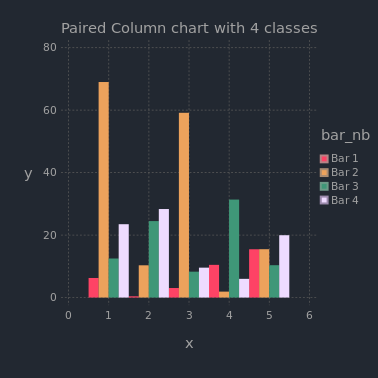 Paired Column chart with 4 classes
80
60
40
20
0
y
0 1 2 3 4 5 6
x
bar_nb
Bar 1
Bar 2
Bar 3
Bar 4